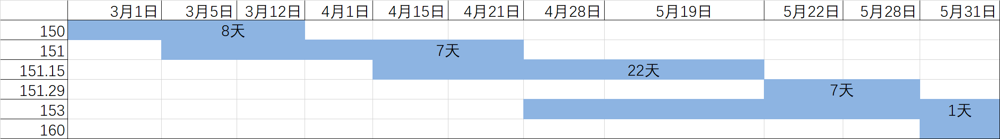 3月1日 3月5日 3月12日 4月1日 4月15日 4月21日 4月28日 5月19日 5月22日 5月28日 5月31日
150 8天
151 7天
151.15 22天
151.29 7天
153 1天
160